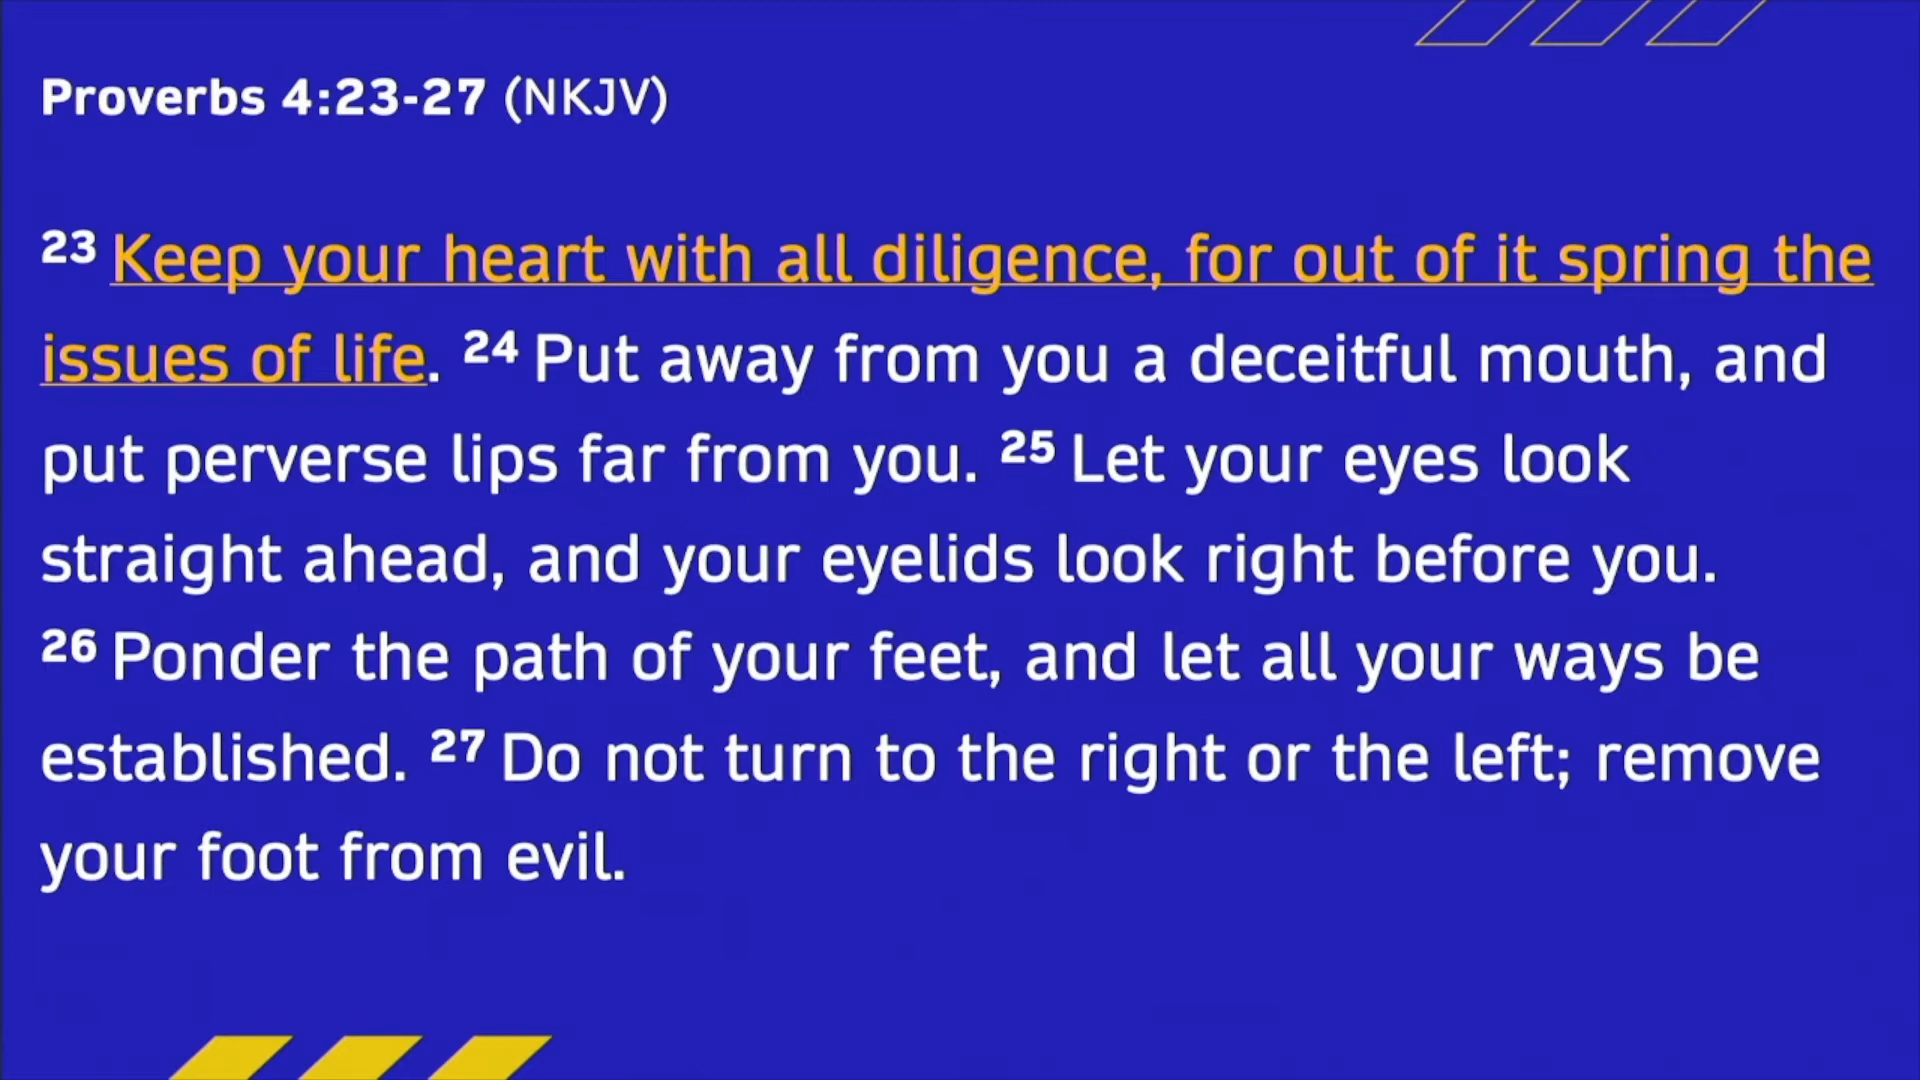 Proverbs 4:23-27 (NKJV)
23 Keep your heart with all diligence, for out of it spring the
issues of life. 24 Put away from you a deceitful mouth, and
put perverse lips far from you. 25 Let your eyes look
straight ahead, and your eyelids look right before you.
26 Ponder the path of your feet, and let all your ways be
established. 27 Do not turn to the right or the left; remove
your foot from evil.